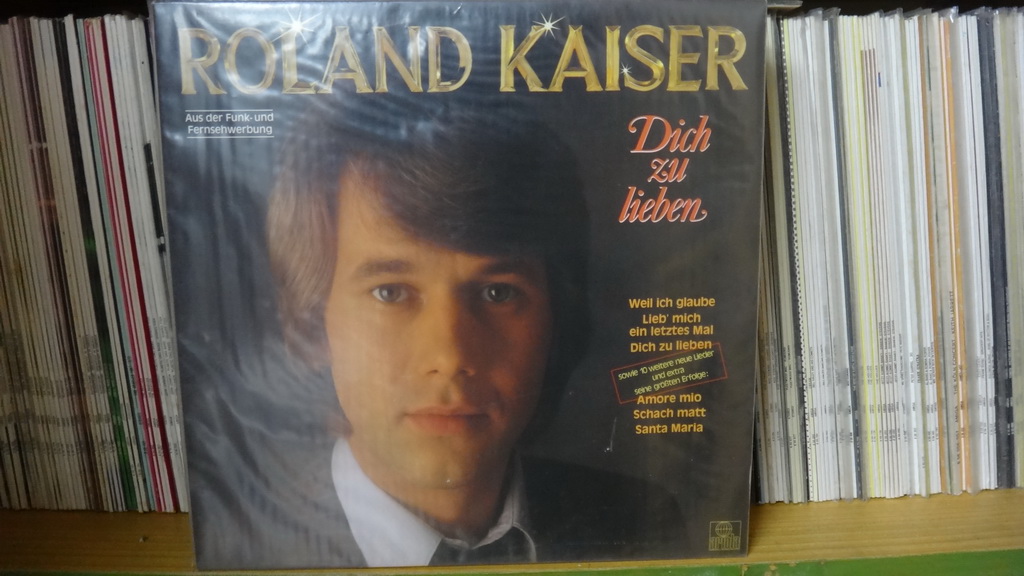 ROLAND KAISER
Aus der Funk- und
Fernsehwerbung
Dich
zu
lieben
Weil ich glaube
Lieb' mich
ein letztes Mal
Dich zu lieben
sowie 10 weitere neue Lieder
und extra
seine größten Erfolge:
Amore mio
Schach matt
Santa Maria